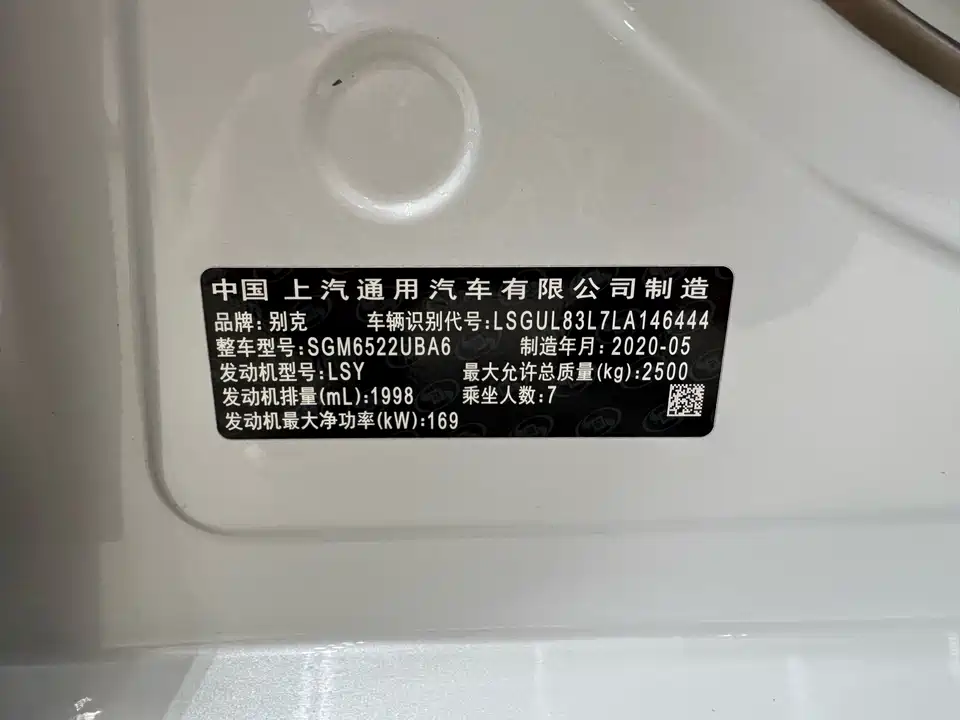 中国 上汽通用汽车有限公司制造
品牌: 别克 车辆识别代号:LSGUL83L7LA146444
整车型号:SGM6522UBA6 制造年月: 2020-05
发动机型号:LSY 最大允许总质量(kg):2500
发动机排量(mL):1998 乘坐人数:7
发动机最大净功率(kW):169